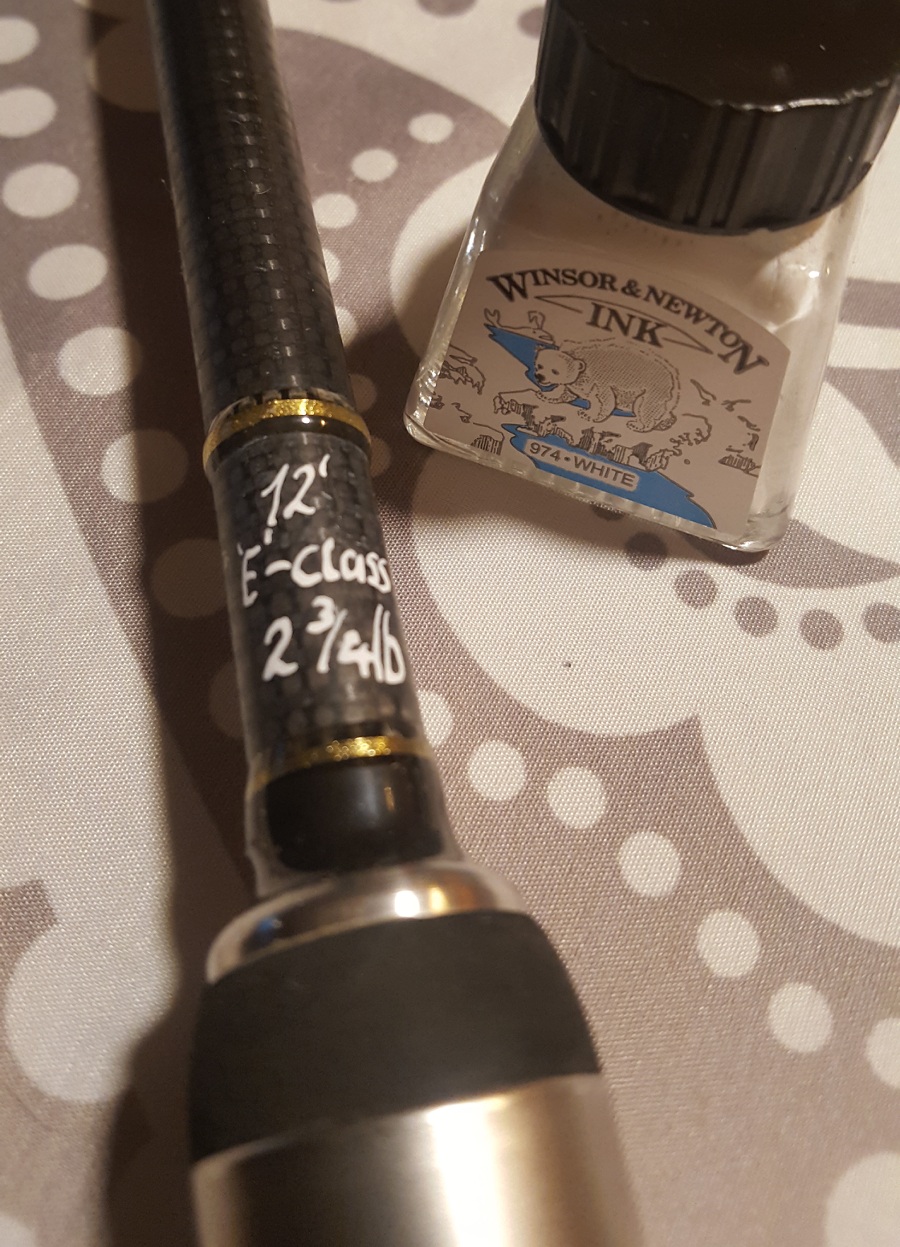 12'
'E'-class
2 3/4lb
WINSOR & NEWTON
INK
974 • WHITE